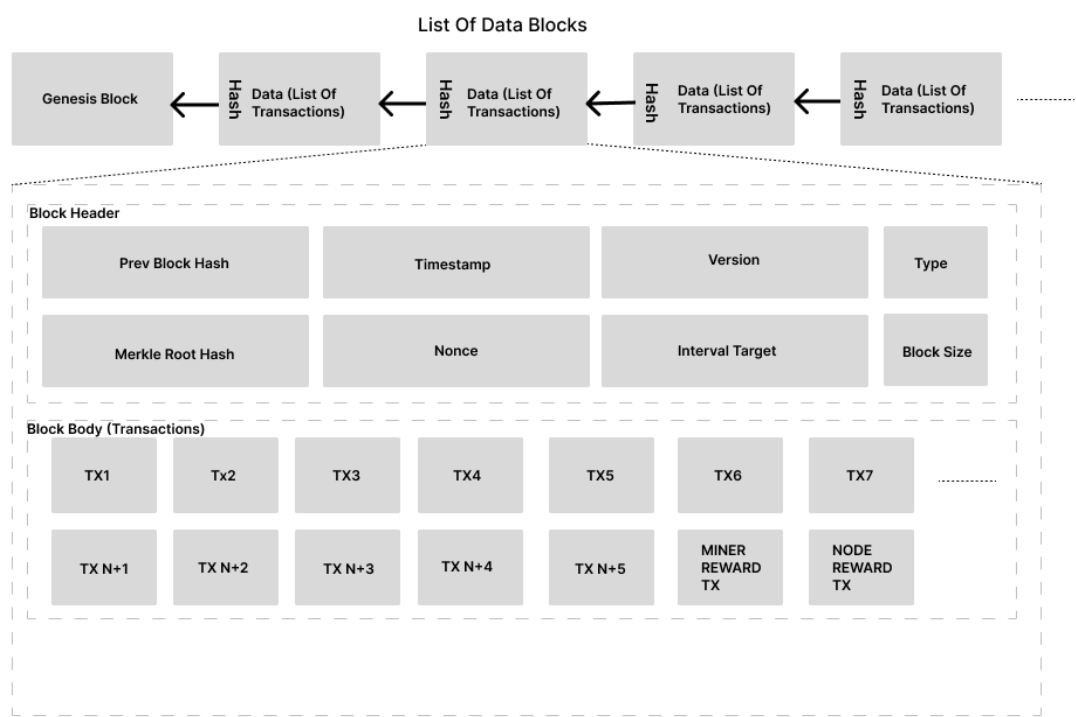 List Of Data Blocks
Genesis Block
Hash
Data (List Of
Transactions)
Hash
Data (List Of
Transactions)
Hash
Data (List Of
Transactions)
Hash
Data (List Of
Transactions)
Block Header
Prev Block Hash
Timestamp
Version
Type
Merkle Root Hash
Nonce
Interval Target
Block Size
Block Body (Transactions)
TX1
Tx2
TX3
TX4
TX5
TX6
TX7
TX N+1
TX N+2
TX N+3
TX N+4
TX N+5
MINER
REWARD
TX
NODE
REWARD
TX